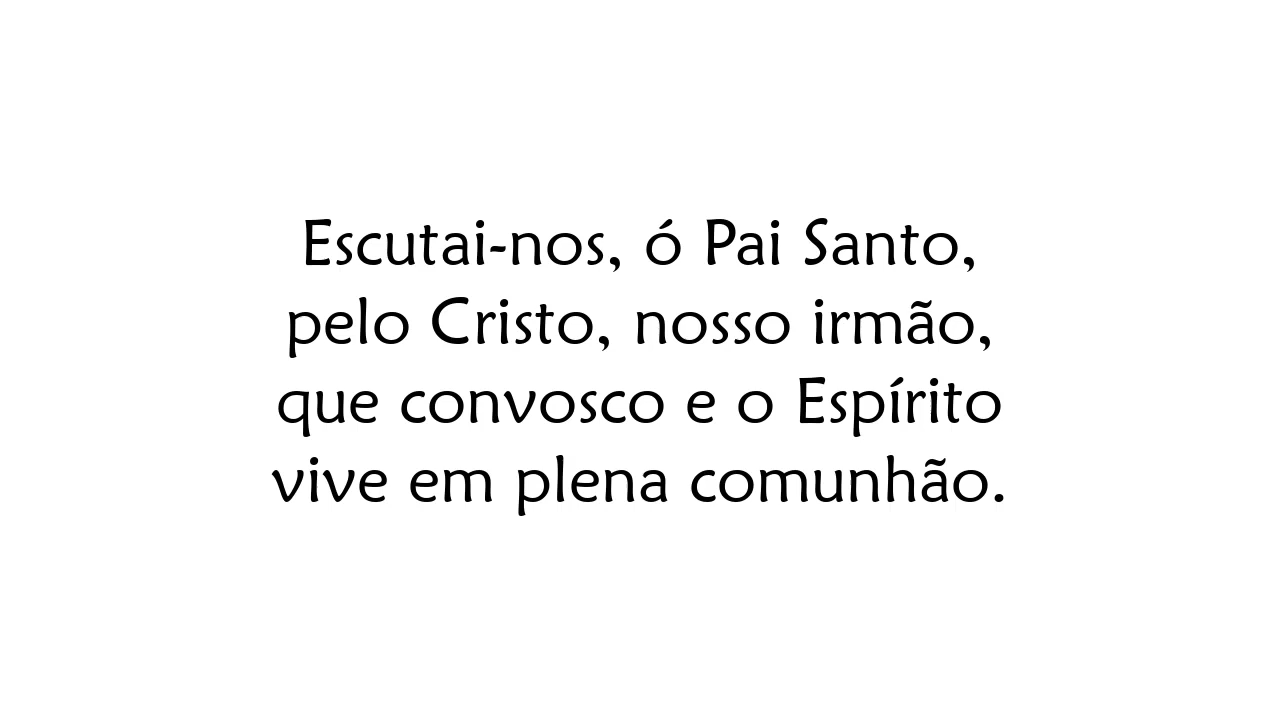 Escutai-nos, ó Pai Santo,
pelo Cristo, nosso irmão,
que convosco e o Espírito
vive em plena comunhão.